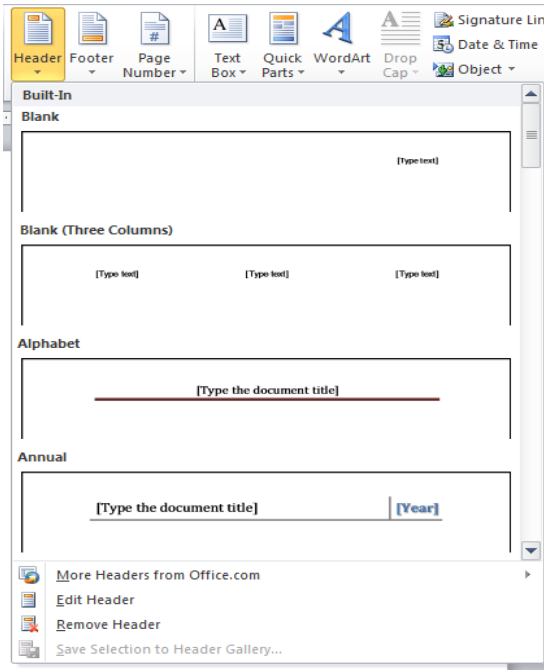 Header Footer Page Number Text Box Quick Parts WordArt Drop Cap Signature Lin
Date & Time
Object
Built-In
Blank
[Type text]
Blank (Three Columns)
[Type text] [Type text] [Type text]
Alphabet
[Type the document title]
Annual
[Type the document title] [Year]
More Headers from Office.com
Edit Header
Remove Header
Save Selection to Header Gallery...